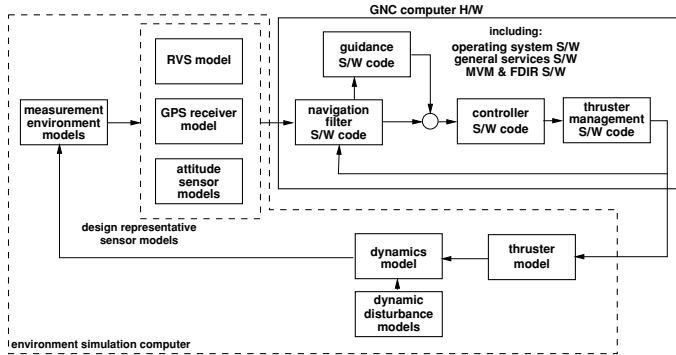 GNC computer H/W
including:
operating system S/W
general services S/W
MVM & FDIR S/W
guidance
S/W code
RVS model
GPS receiver
model
attitude
sensor
models
measurement
environment
models
navigation
filter
S/W code
controller
S/W code
thruster
management
S/W code
design representative
sensor models
dynamics
model
thruster
model
dynamic
disturbance
models
environment simulation computer